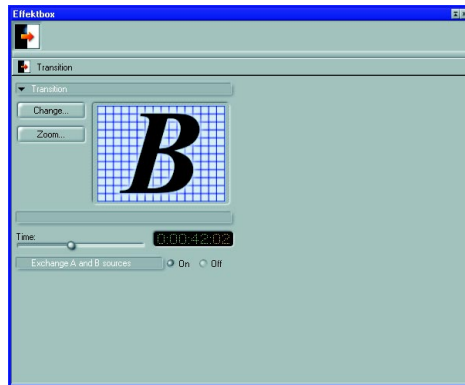 Effektbox
Transition
Transition
Change...
Zoom...
B
Time:
0:00:42:02
Exchange A and B sources On Off